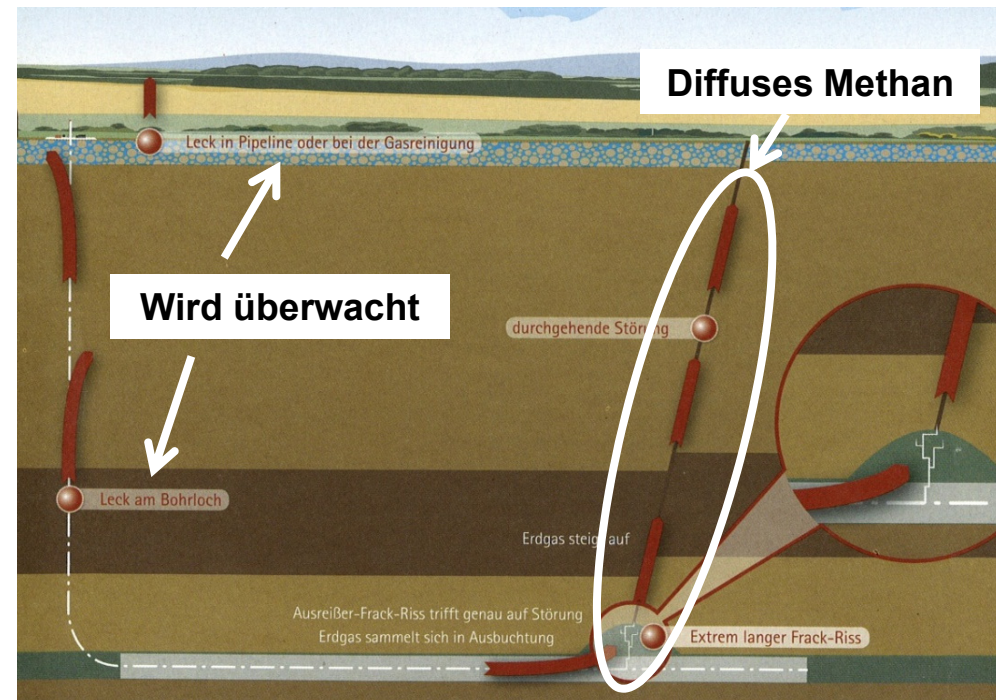 Diffuses Methan
Leck in Pipeline oder bei der Gasreinigung
Wird überwacht
durchgehende Störung
Leck am Bohrloch
Erdgas steigt auf
Ausreißer-Frack-Riss trifft genau auf Störung
Erdgas sammelt sich in Ausbuchtung
Extrem langer Frack-Riss